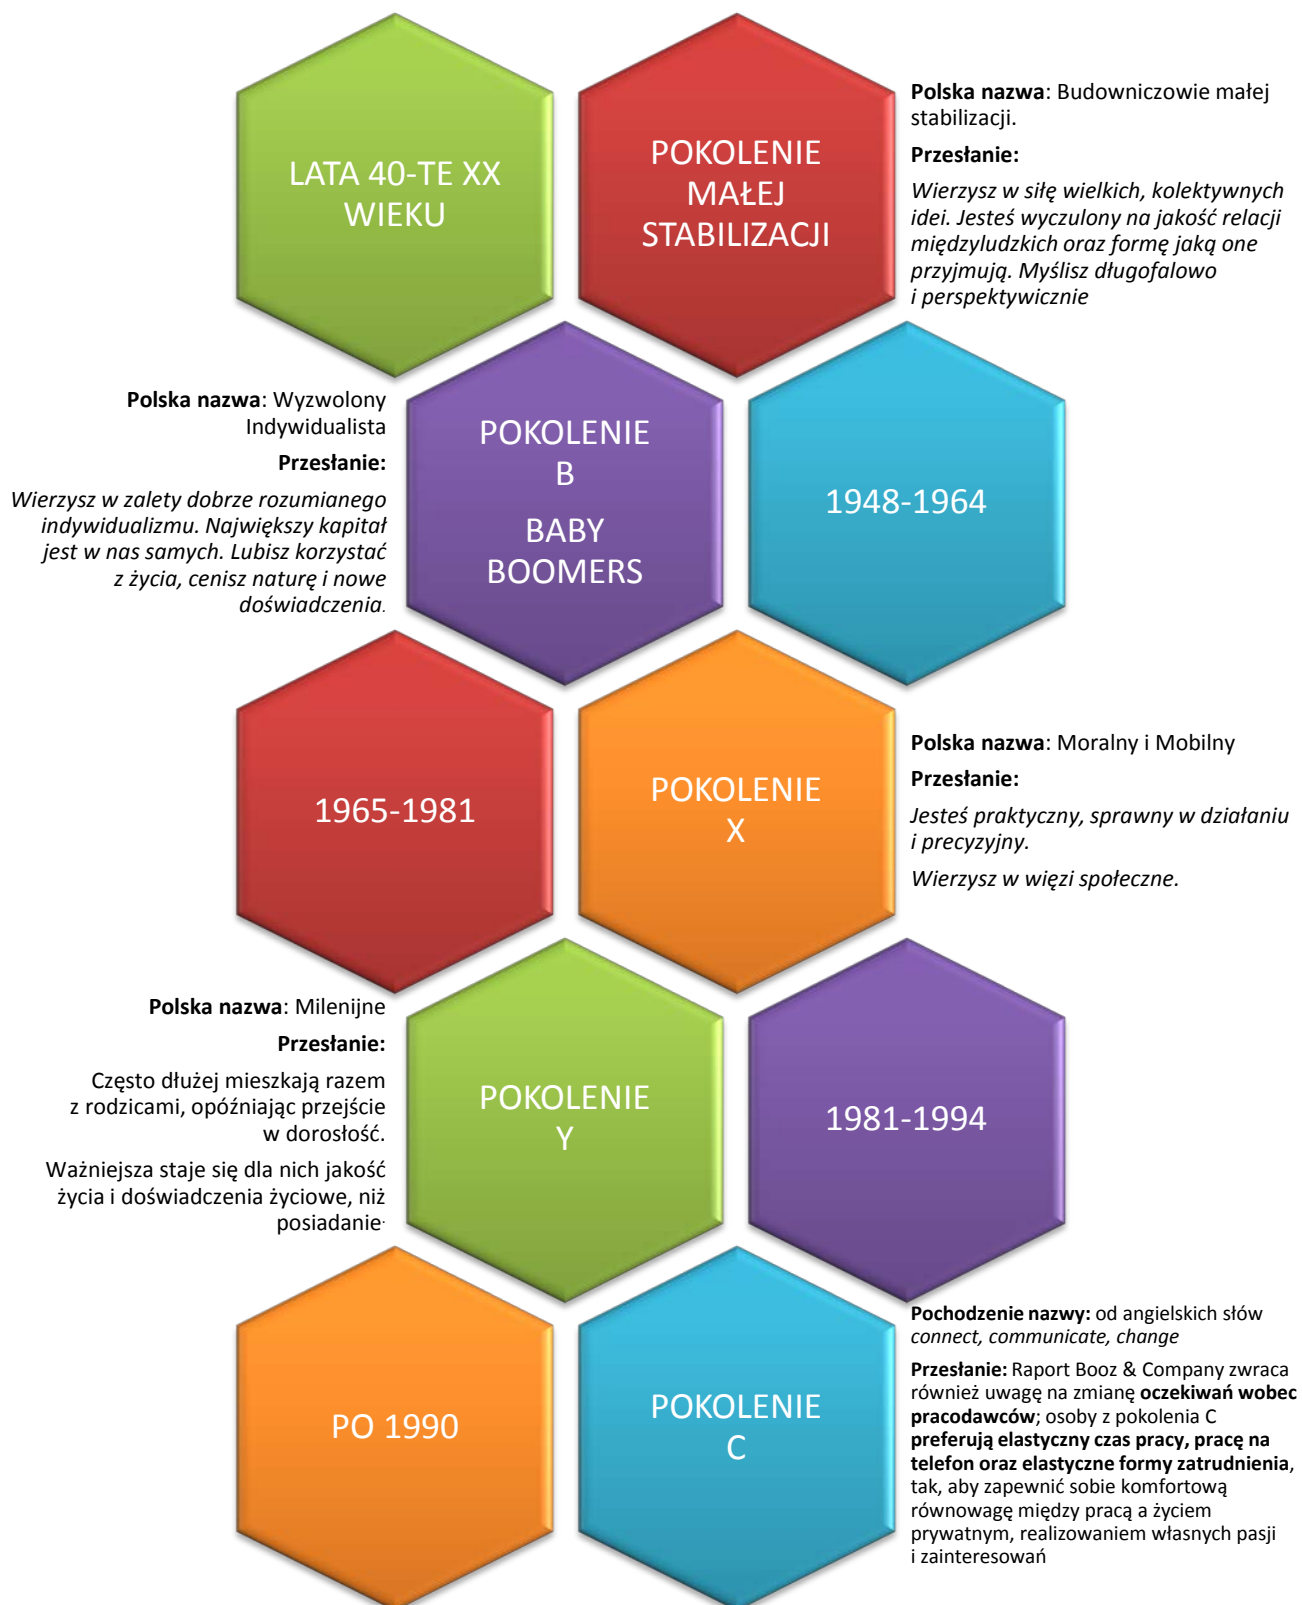 LATA 40-TE XX
WIEKU
POKOLENIE
MAŁEJ
STABILIZACJI
Polska nazwa: Budowniczowie małej
stabilizacji.
Przesłanie:
Wierzysz w siłę wielkich, kolektywnych
idei. Jesteś wyczulony na jakość relacji
międzyludzkich oraz formę jaką one
przyjmują. Myślisz długofalowo
i perspektywicznie
Polska nazwa: Wyzwolony
Indywidualista
Przesłanie:
Wierzysz w zalety dobrze rozumianego
indywidualizmu. Największy kapitał
jest w nas samych. Lubisz korzystać
z życia, cenisz naturę i nowe
doświadczenia.
POKOLENIE
B
BABY
BOOMERS
1948-1964
1965-1981
POKOLENIE
X
Polska nazwa: Moralny i Mobilny
Przesłanie:
Jesteś praktyczny, sprawny w działaniu
i precyzyjny.
Wierzysz w więzi społeczne.
Polska nazwa: Milenijne
Przesłanie:
Często dłużej mieszkają razem
z rodzicami, opóźniając przejście
w dorosłość.
Ważniejsza staje się dla nich jakość
życia i doświadczenia życiowe, niż
posiadanie.
POKOLENIE
Y
1981-1994
PO 1990
POKOLENIE
C
Pochodzenie nazwy: od angielskich słów
connect, communicate, change
Przesłanie: Raport Booz & Company zwraca
również uwagę na zmianę oczekiwań wobec
pracodawców; osoby z pokolenia C
preferują elastyczny czas pracy, pracę na
telefon oraz elastyczne formy zatrudnienia,
tak, aby zapewnić sobie komfortową
równowagę między pracą a życiem
prywatnym, realizowaniem własnych pasji
i zainteresowań